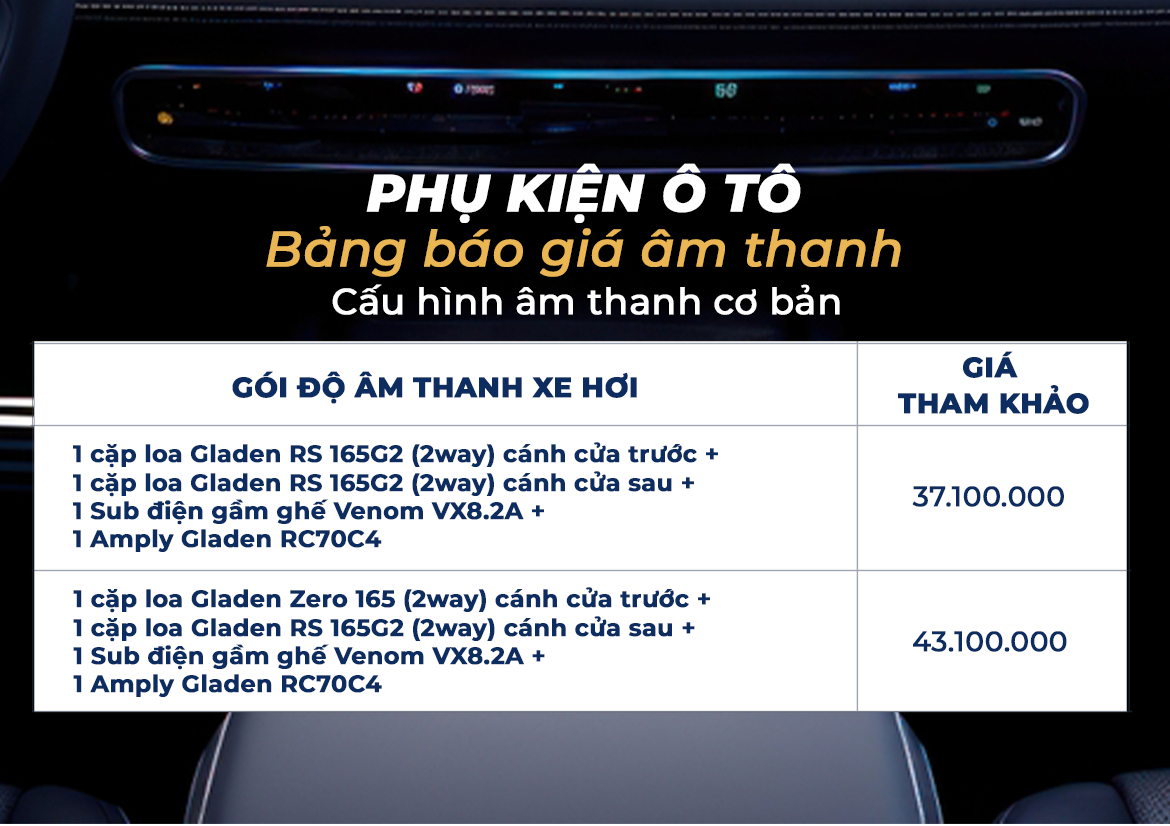 PHỤ KIỆN Ô TÔ
Bảng báo giá âm thanh
Cấu hình âm thanh cơ bản
GÓI ĐỘ ÂM THANH XE HƠI
GIÁ
THAM KHẢO
1 cặp loa Gladen RS 165G2 (2way) cánh cửa trước +
1 cặp loa Gladen RS 165G2 (2way) cánh cửa sau +
1 Sub điện gầm ghế Venom VX8.2A +
1 Amply Gladen RC70C4
37.100.000
1 cặp loa Gladen Zero 165 (2way) cánh cửa trước +
1 cặp loa Gladen RS 165G2 (2way) cánh cửa sau +
1 Sub điện gầm ghế Venom VX8.2A +
1 Amply Gladen RC70C4
43.100.000